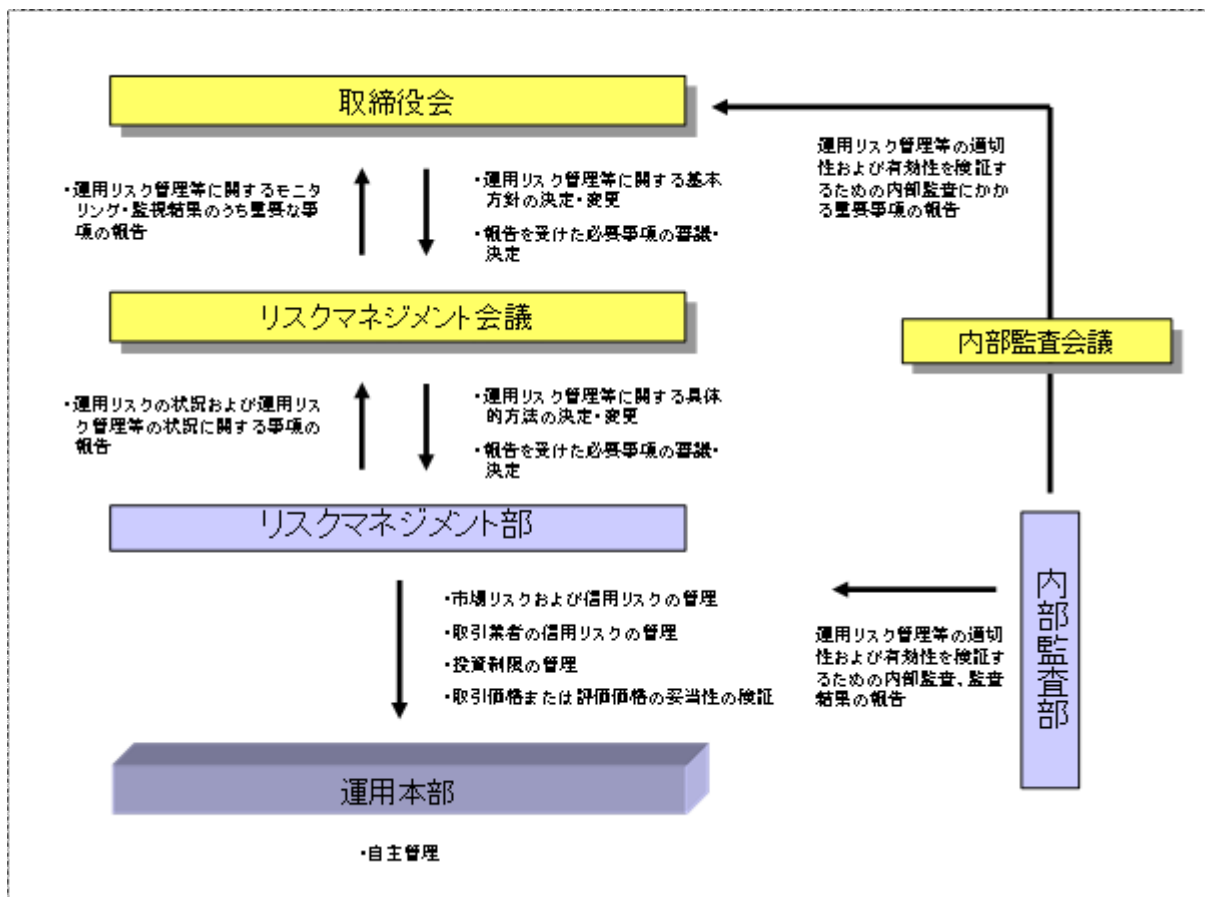 取締役会
・運用リスク管理等に関するモニ
タリング・監視結果のうち重要な事
項の報告
・運用リスク管理等に関する基本
方針の決定・変更
・報告を受けた必要事項の審議・
決定
運用リスク管理等の適切
性および有効性を検証す
るための内部監査にかか
る重要事項の報告
リスクマネジメント会議
内部監査会議
・運用リスクの状況および運用リス
ク管理等の状況に関する事項の
報告
・運用リスク管理等に関する具体
的方法の決定・変更
・報告を受けた必要事項の審議・
決定
リスクマネジメント部
内部監査部
・市場リスクおよび信用リスクの管理
・取引業者の信用リスクの管理
・投資制限の管理
・取引価格または評価価格の妥当性の検証
運用リスク管理等の適切
性および有効性を検証す
るための内部監査、監査
結果の報告
運用本部
・自主管理